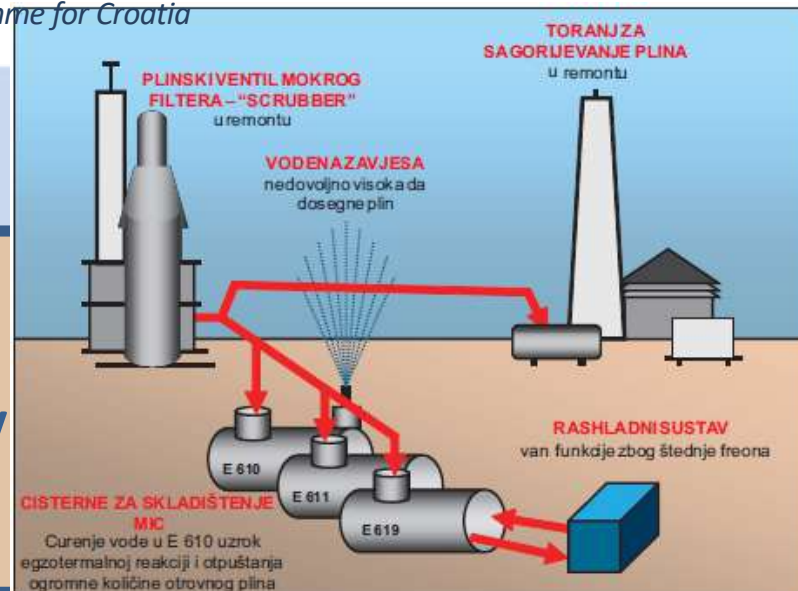 nme for Croatia
PLINSKI VENTIL MOKROG
FILTERA – “SCRUBBER”
u remontu
TORANJ ZA
SAGORIJEVANJE PLINA
u remontu
VODENA ZAVJESA
nedovoljno visoka da
dosegne plin
E 610
E 611
E 619
RASHLADNI SUSTAV
van funkcije zbog štednje freona
CISTERNE ZA SKLADIŠTENJE
MIC
Curenje vode u E 610 uzrok
egzotermalnoj reakciji i otpuštanja
ogromne količine otrovnog plina